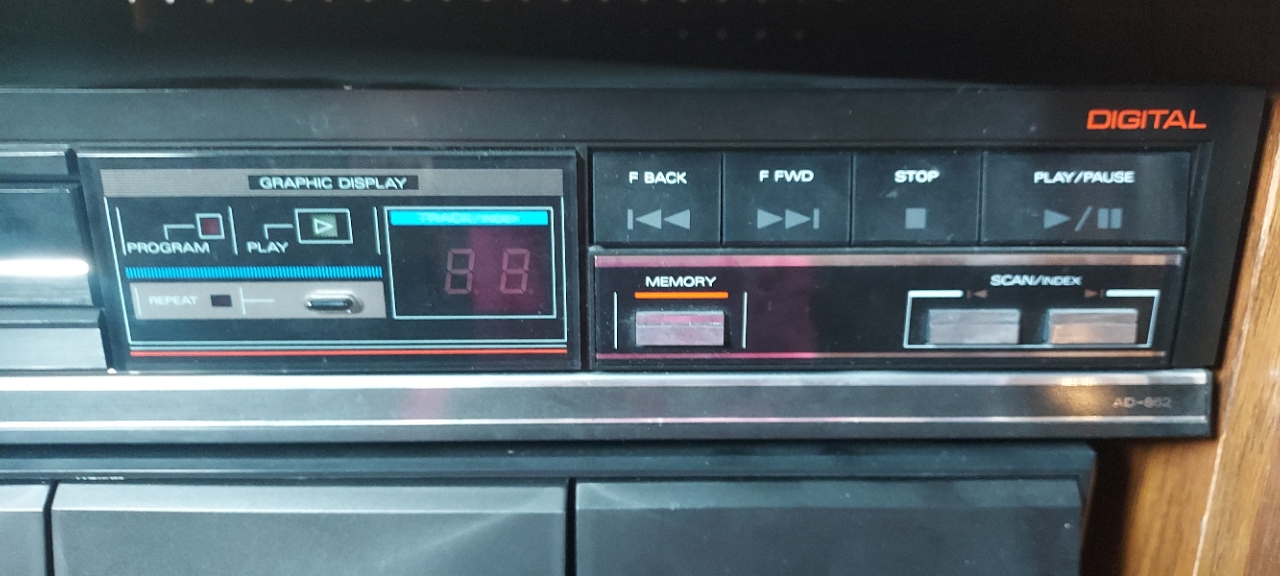 DIGITAL
GRAPHIC DISPLAY
F BACK
F FWD
STOP
PLAY/PAUSE
PROGRAM
PLAY
TRACK/INDEX
88
REPEAT
MEMORY
SCAN/INDEX
AD-862